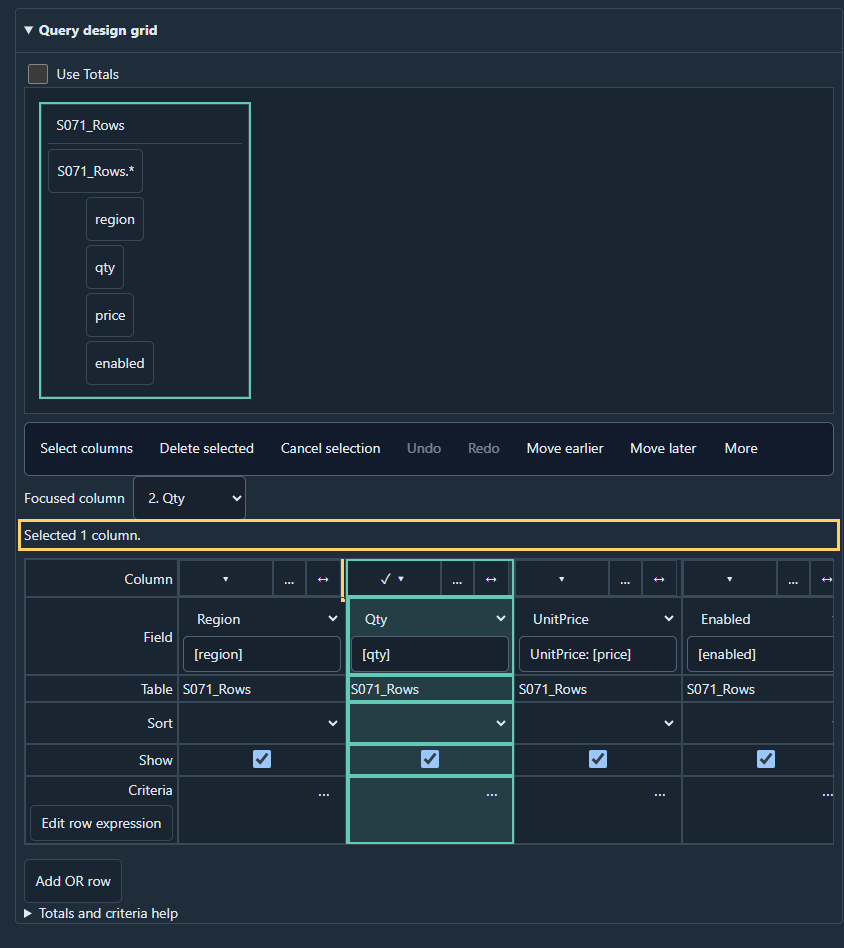 ▼ Query design grid
Use Totals
S071_Rows
S071_Rows.*
region
qty
price
enabled
Select columns Delete selected Cancel selection Undo Redo Move earlier Move later More
Focused column 2. Qty
Selected 1 column.
Column ▼ ... ↔ ✓ ▼ ... ↔ ▼ ... ↔ ▼ ... ↔
Field Region Qty UnitPrice Enabled
[region] [qty] UnitPrice: [price] [enabled]
Table S071_Rows S071_Rows S071_Rows S071_Rows
Sort
Show
Criteria ... ... ... ...
Edit row expression
Add OR row
▶ Totals and criteria help